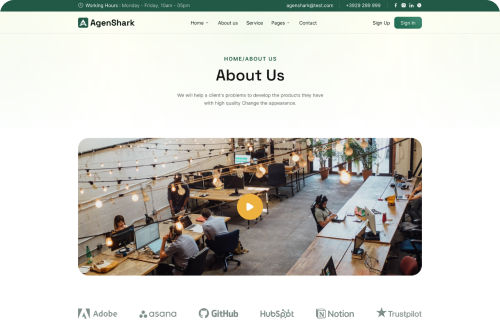 Working Hours : Monday - Friday, 10am - 05pm
agenshark@test.com
+3929 299 999
AgenShark
Home
About us
Service
Pages
Contact
Sign Up
Sign In
HOME/ABOUT US
About Us
We will help a client's problems to develop the products they have
with high quality Change the appearance.
Adobe
asana
GitHub
HubSpot
Notion
Trustpilot